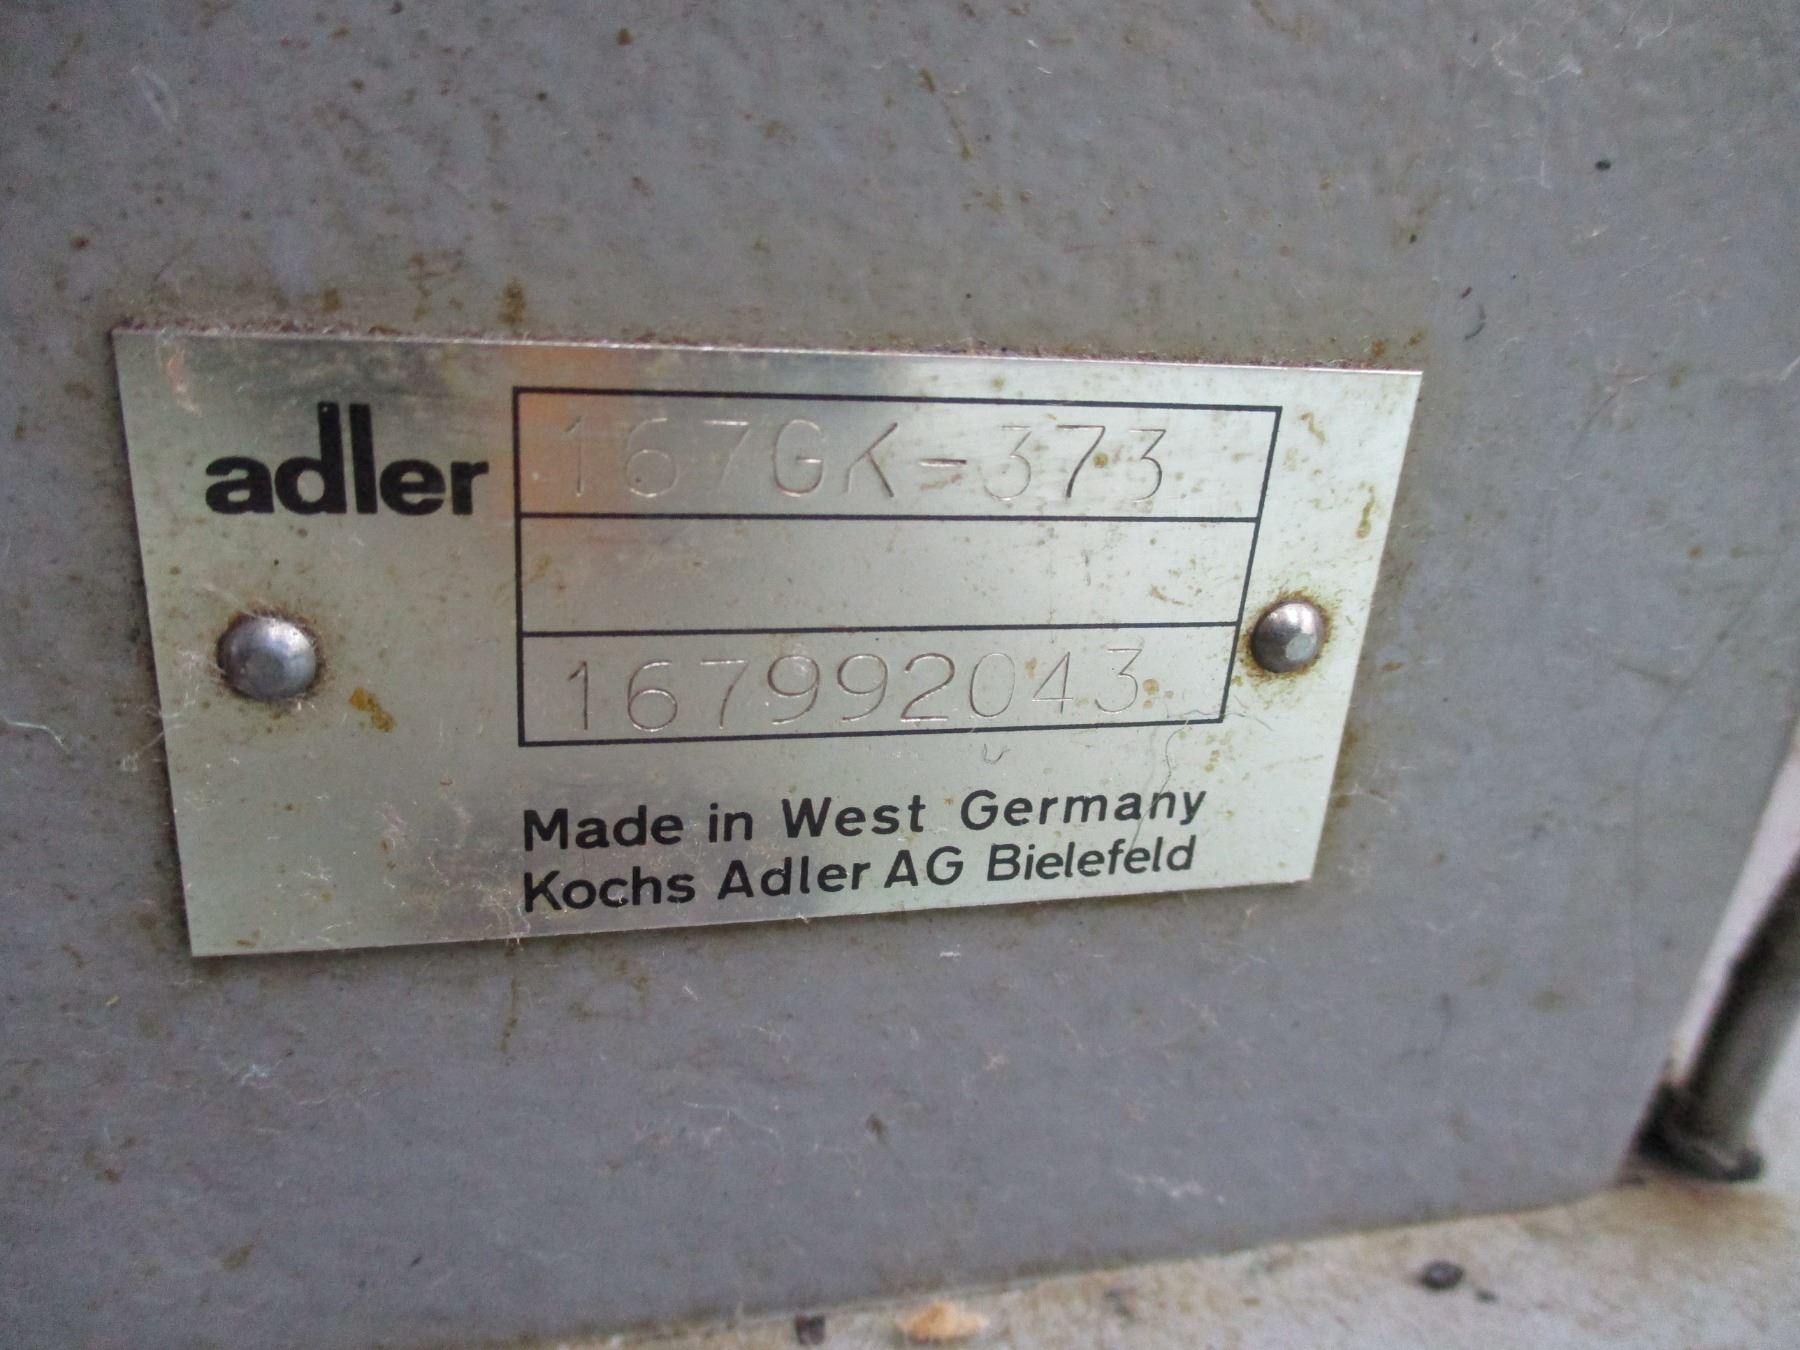 adler
167GK-373
167992043
Made in West Germany
Kochs Adler AG Bielefeld